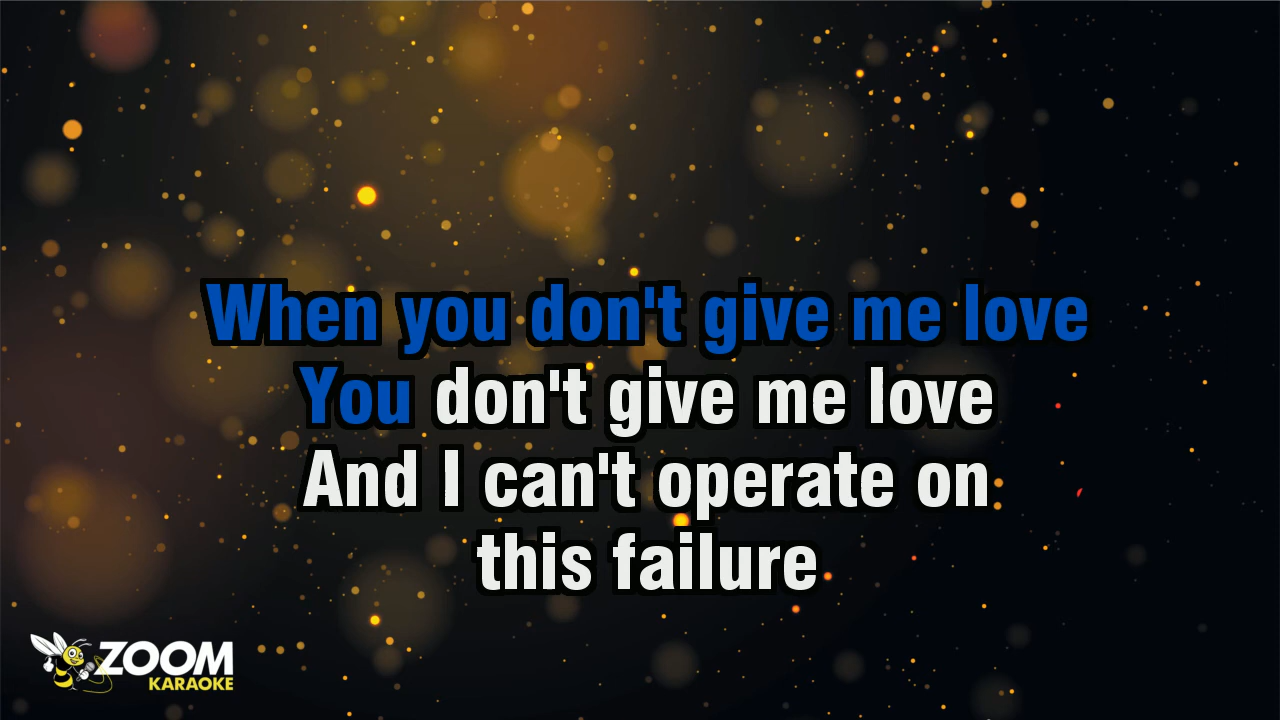 When you don't give me love
You don't give me love
And I can't operate on
this failure
ZOOM
KARAOKE